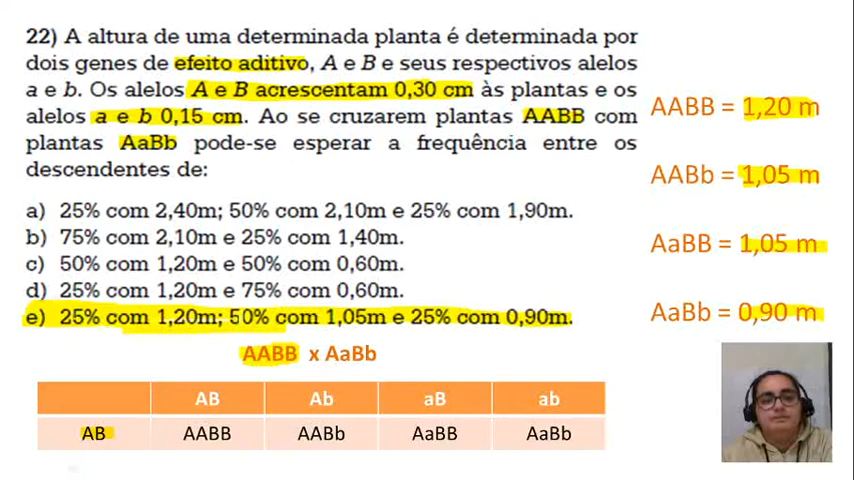 22) A altura de uma determinada planta é determinada por
dois genes de efeito aditivo, A e B e seus respectivos alelos
a e b. Os alelos A e B acrescentam 0,30 cm às plantas e os
alelos a e b 0,15 cm. Ao se cruzarem plantas AABB com
plantas AaBb pode-se esperar a frequência entre os
descendentes de:
a) 25% com 2,40m; 50% com 2,10m e 25% com 1,90m.
b) 75% com 2,10m e 25% com 1,40m.
c) 50% com 1,20m e 50% com 0,60m.
d) 25% com 1,20m e 75% com 0,60m.
e) 25% com 1,20m; 50% com 1,05m e 25% com 0,90m.
AABB x AaBb
AB Ab aB ab
AB AABB AABb AaBB AaBb
AABB = 1,20 m
AABb = 1,05 m
AaBB = 1,05 m
AaBb = 0,90 m